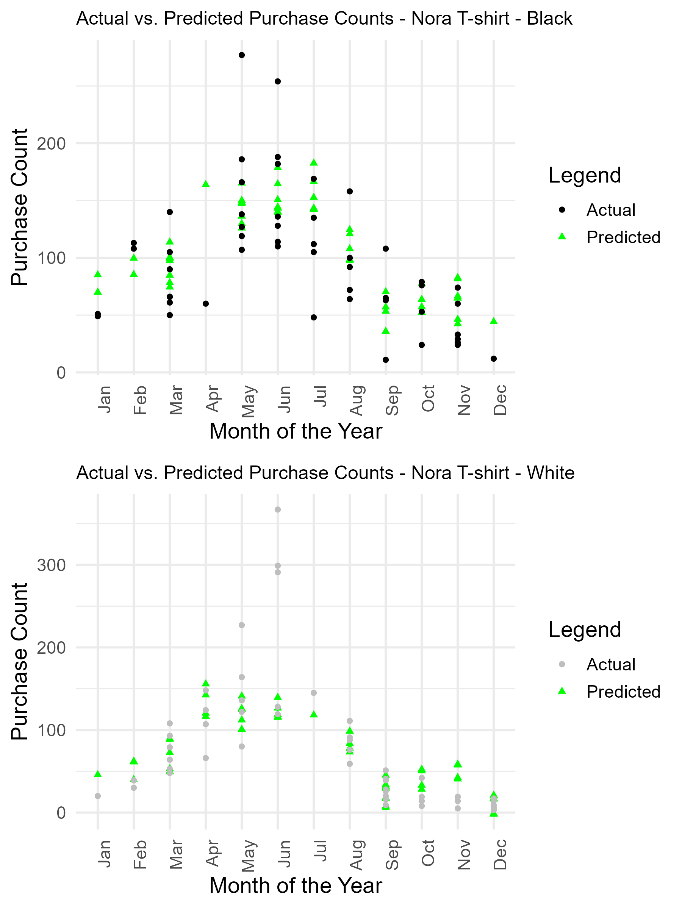 Actual vs. Predicted Purchase Counts - Nora T-shirt - Black
Purchase Count
200
100
0
Jan
Feb
Mar
Apr
May
Jun
Jul
Aug
Sep
Oct
Nov
Dec
Month of the Year
Legend
Actual
Predicted
Actual vs. Predicted Purchase Counts - Nora T-shirt - White
Purchase Count
300
200
100
0
Jan
Feb
Mar
Apr
May
Jun
Jul
Aug
Sep
Oct
Nov
Dec
Month of the Year
Legend
Actual
Predicted